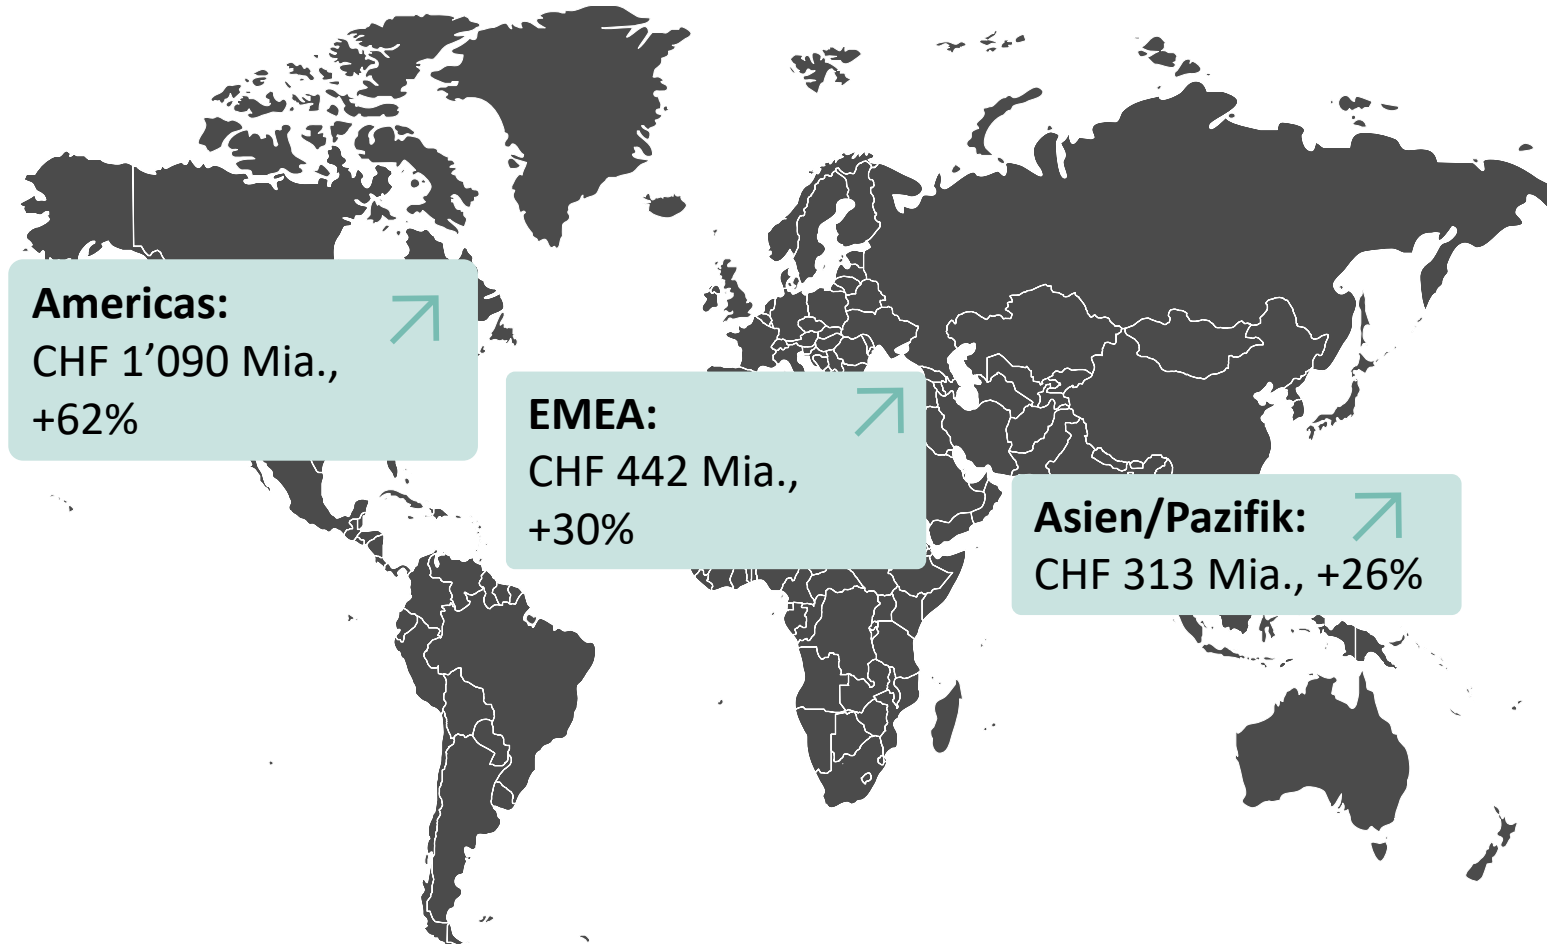 Americas:
CHF 1’090 Mia.,
+62%
EMEA:
CHF 442 Mia.,
+30%
Asien/Pazifik:
CHF 313 Mia., +26%